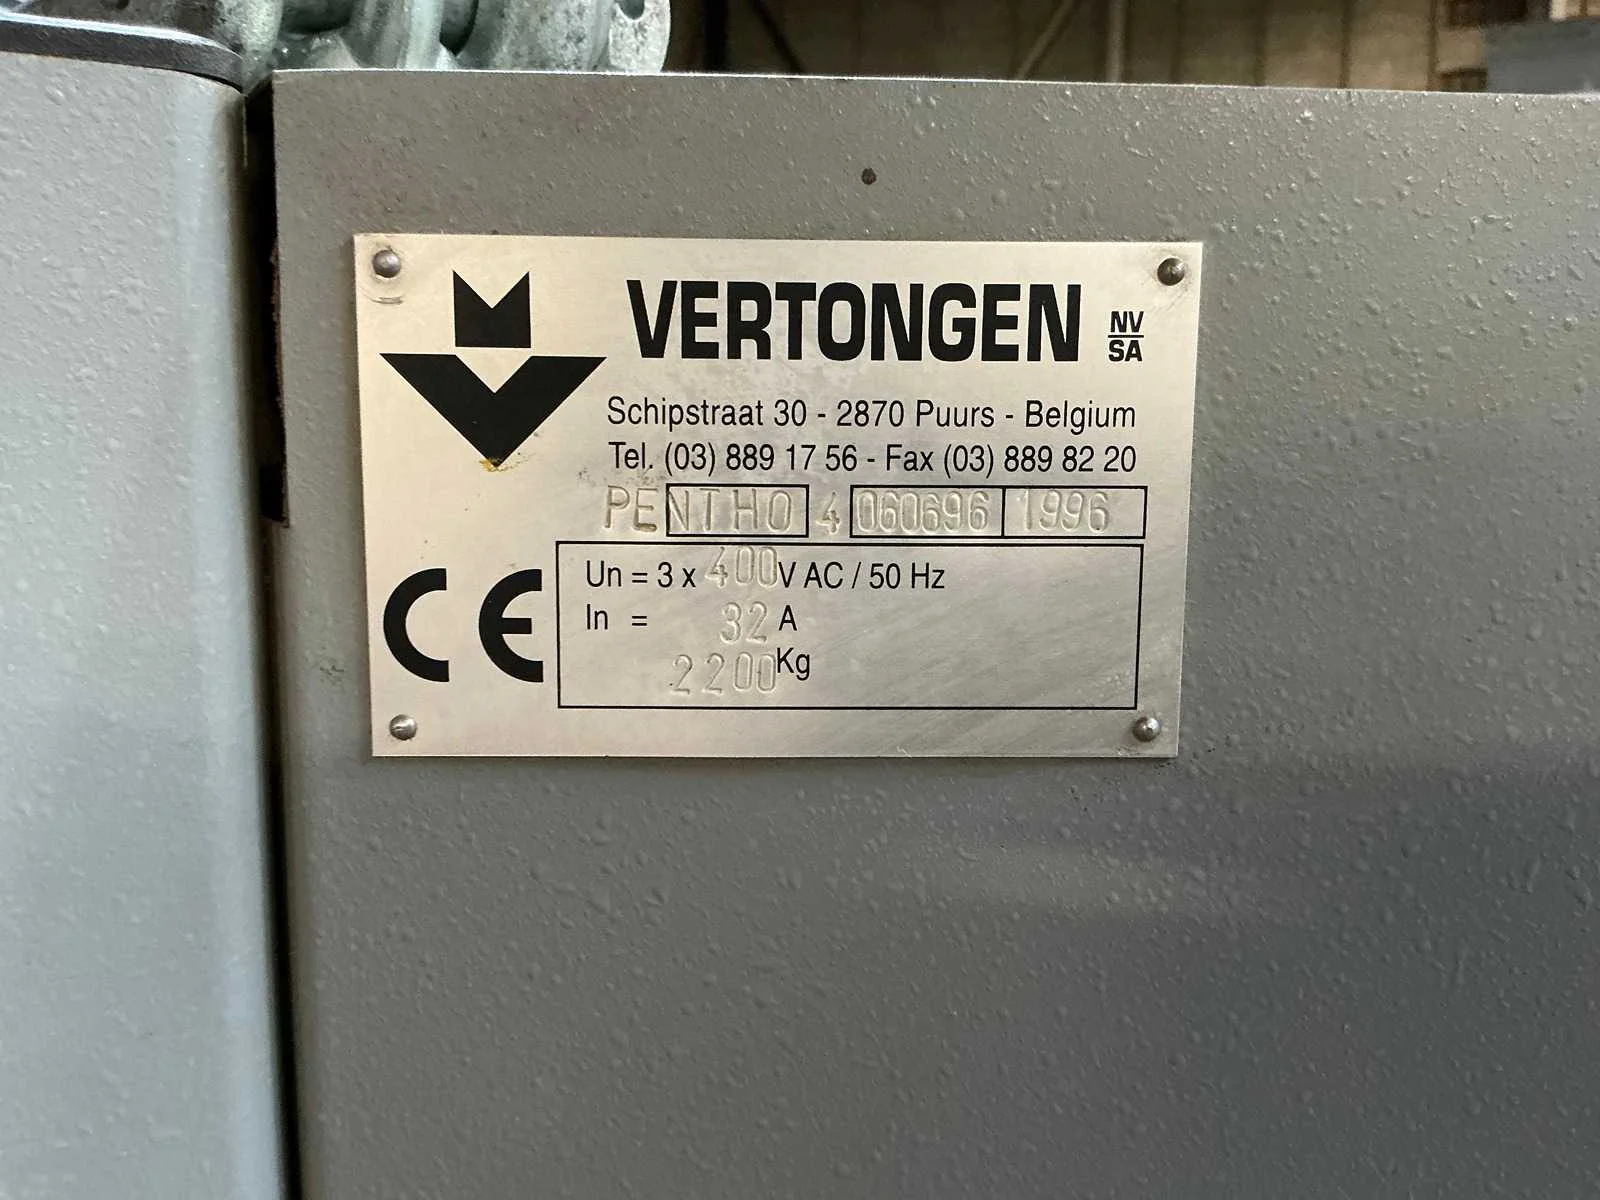 VERTONGEN NV SA
Schipstraat 30 - 2870 Puurs - Belgium
Tel. (03) 889 17 56 - Fax (03) 889 82 20
PENTHO 4 060696 1996
CE
Un = 3 x 400 V AC / 50 Hz
In = 32 A
2200 Kg